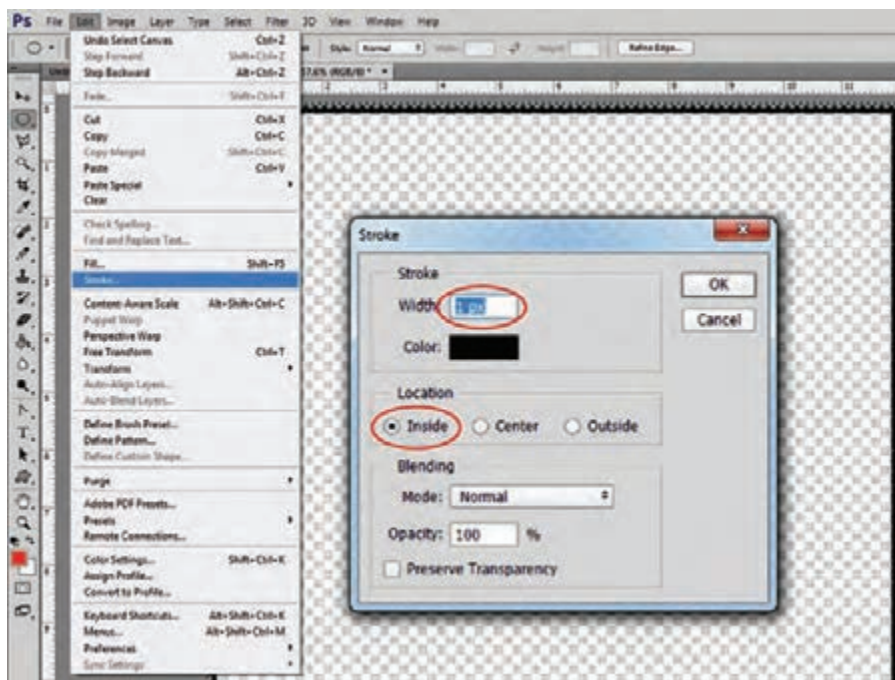 Ps File Edit Image Layer Type Select Filter 3D View Window Help
Style: Normal Refine Edge...
Undo Select Canvas Ctrl+Z
Step Forward Shift+Ctrl+Z
Step Backward Alt+Ctrl+Z
Fade... Shift+Ctrl+F
Cut Ctrl+X
Copy Ctrl+C
Copy Merged Shift+Ctrl+C
Paste Ctrl+V
Paste Special
Clear
Check Spelling...
Find and Replace Text...
Fill... Shift+F5
Stroke...
Content-Aware Scale Alt+Shift+Ctrl+C
Puppet Warp
Perspective Warp
Free Transform Ctrl+T
Transform
Auto-Align Layers...
Auto-Blend Layers...
Define Brush Preset...
Define Pattern...
Define Custom Shape...
Purge
Adobe PDF Presets...
Presets
Remote Connections...
Color Settings... Shift+Ctrl+K
Assign Profile...
Convert to Profile...
Keyboard Shortcuts... Alt+Shift+Ctrl+K
Menus... Alt+Shift+Ctrl+M
Preferences
Sync Settings
Stroke
Stroke
Width: 1 px
Color:
Location
Inside Center Outside
Blending
Mode: Normal
Opacity: 100 %
Preserve Transparency
OK
Cancel